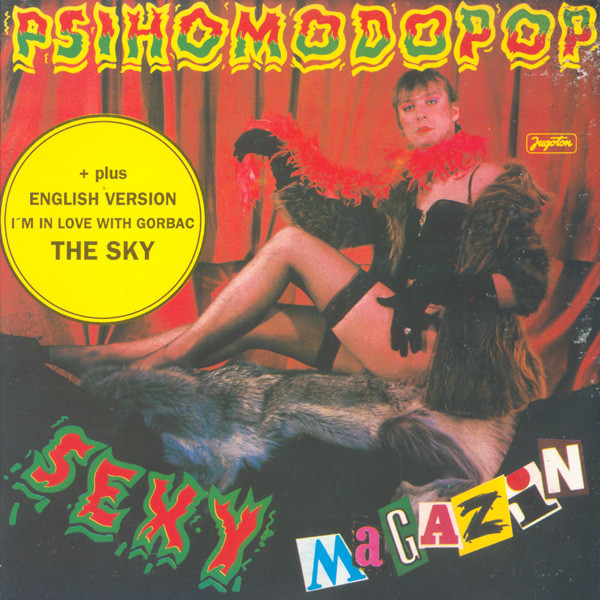 PSIHOMODOPOP
Jugoton
+ plus
ENGLISH VERSION
I´M IN LOVE WITH GORBAC
THE SKY
SEXY
MaGAZiN